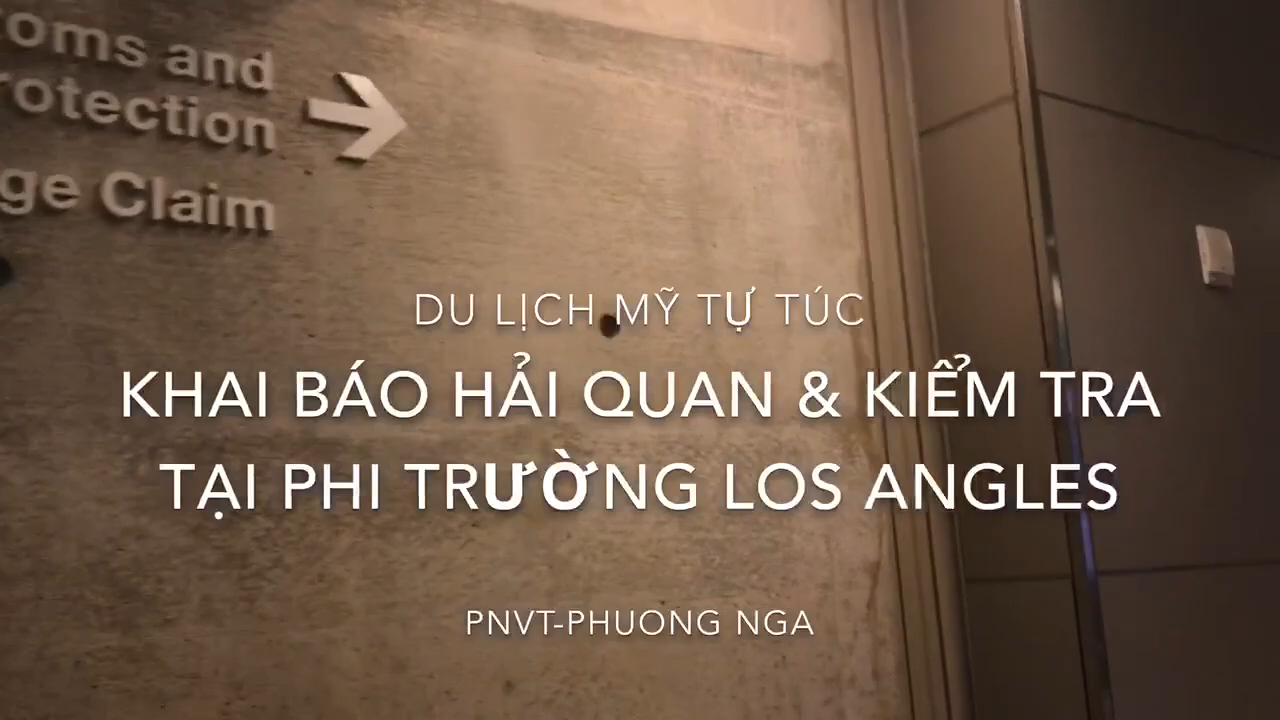 oms and
rotection
ge Claim
DU LỊCH MỸ TỰ TÚC
KHAI BÁO HẢI QUAN & KIỂM TRA
TẠI PHI TRƯỜNG LOS ANGLES
PNVT-PHUONG NGA